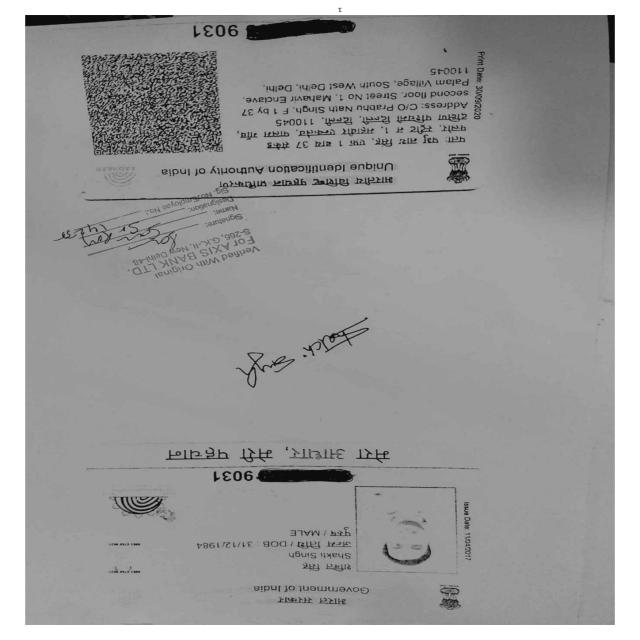 भारत सरकार
Government of India
Issue Date: 11/04/2017
शक्ति सिंह
Shakti Singh
जन्म तिथि / DOB : 31/12/1984
पुरुष / MALE
9031
मेरा आधार, मेरी पहचान
Shakti Singh
Verified With Original
For AXIS BANK LTD.
S-266, G.K-II, New Delhi-48
Signature:
Name:
Designation:
Sig. No./Employee No.:
भारतीय विशिष्ट पहचान प्राधिकरण
Unique Identification Authority of India
Print Date: 30/09/2020
पता: प्रभु नाथ सिंह, एफ 1 बाय 37 सेकंड
फ्लोर, स्ट्रीट न 1, महावीर एन्क्लेव, पालम गाँव,
दक्षिण पश्चिमी दिल्ली, दिल्ली, 110045
Address: C/O Prabhu Nath Singh, F 1 by 37
second floor, Street No 1, Mahavir Enclave,
Palam Village, South West Delhi, Delhi,
110045
9031